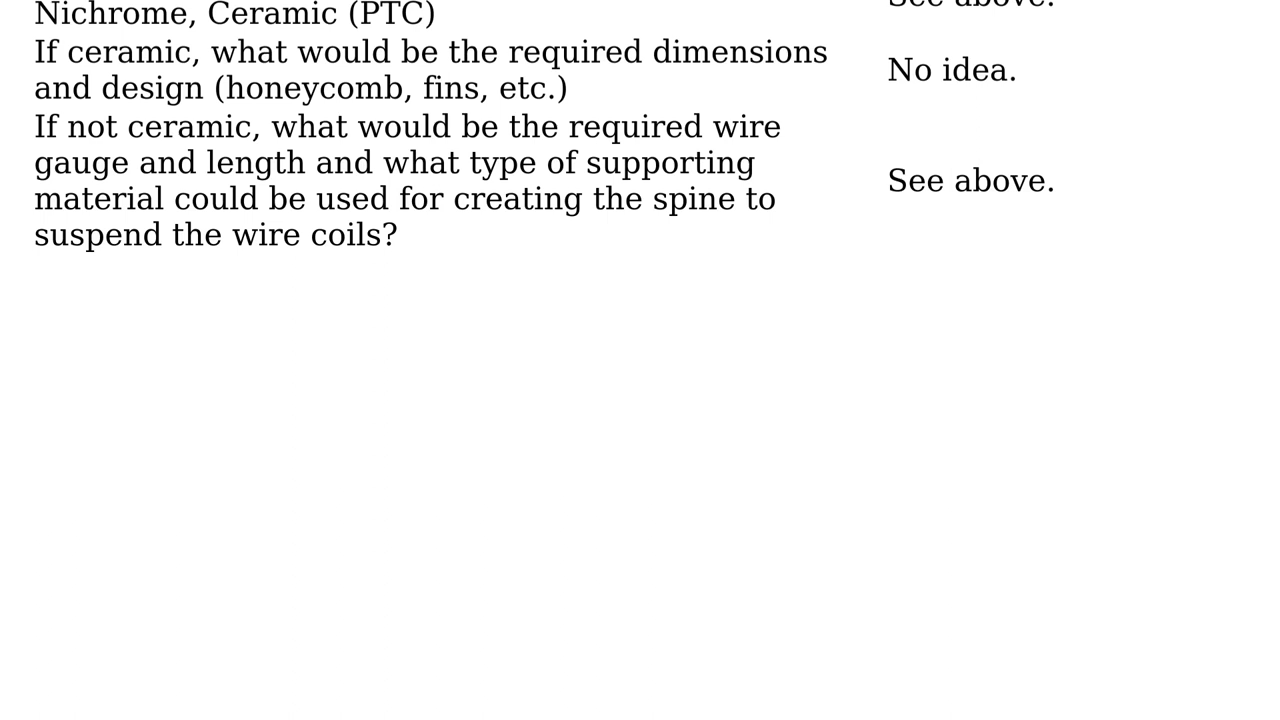 Nichrome, Ceramic (PTC)
See above.
If ceramic, what would be the required dimensions
and design (honeycomb, fins, etc.)
No idea.
If not ceramic, what would be the required wire
gauge and length and what type of supporting
material could be used for creating the spine to
suspend the wire coils?
See above.